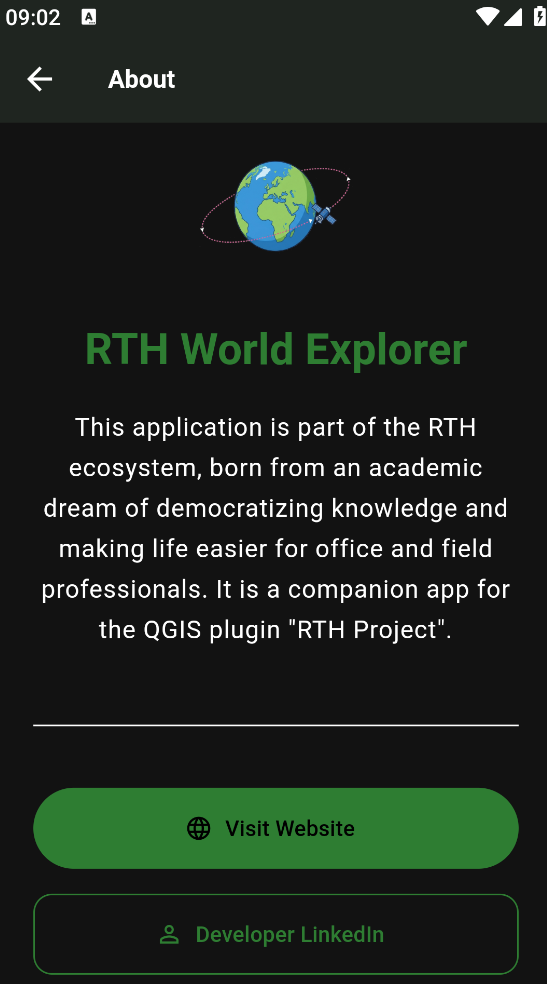 09:02
A
About
RTH World Explorer
This application is part of the RTH
ecosystem, born from an academic
dream of democratizing knowledge and
making life easier for office and field
professionals. It is a companion app for
the QGIS plugin "RTH Project".
Visit Website
Developer LinkedIn